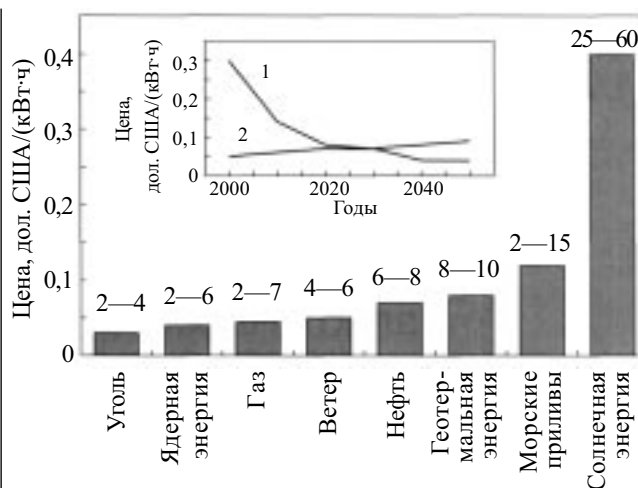 Цена, дол. США/(кВт·ч)
0,4
0,3
0,2
0,1
0
Цена,
дол. США/(кВт·ч)
0,3
0,2
0,1
0
1
2
2000
2020
2040
Годы
2—4
2—6
2—7
4—6
6—8
8—10
2—15
25—60
Уголь
Ядерная
энергия
Газ
Ветер
Нефть
Геотер-
мальная
энергия
Морские
приливы
Солнечная
энергия